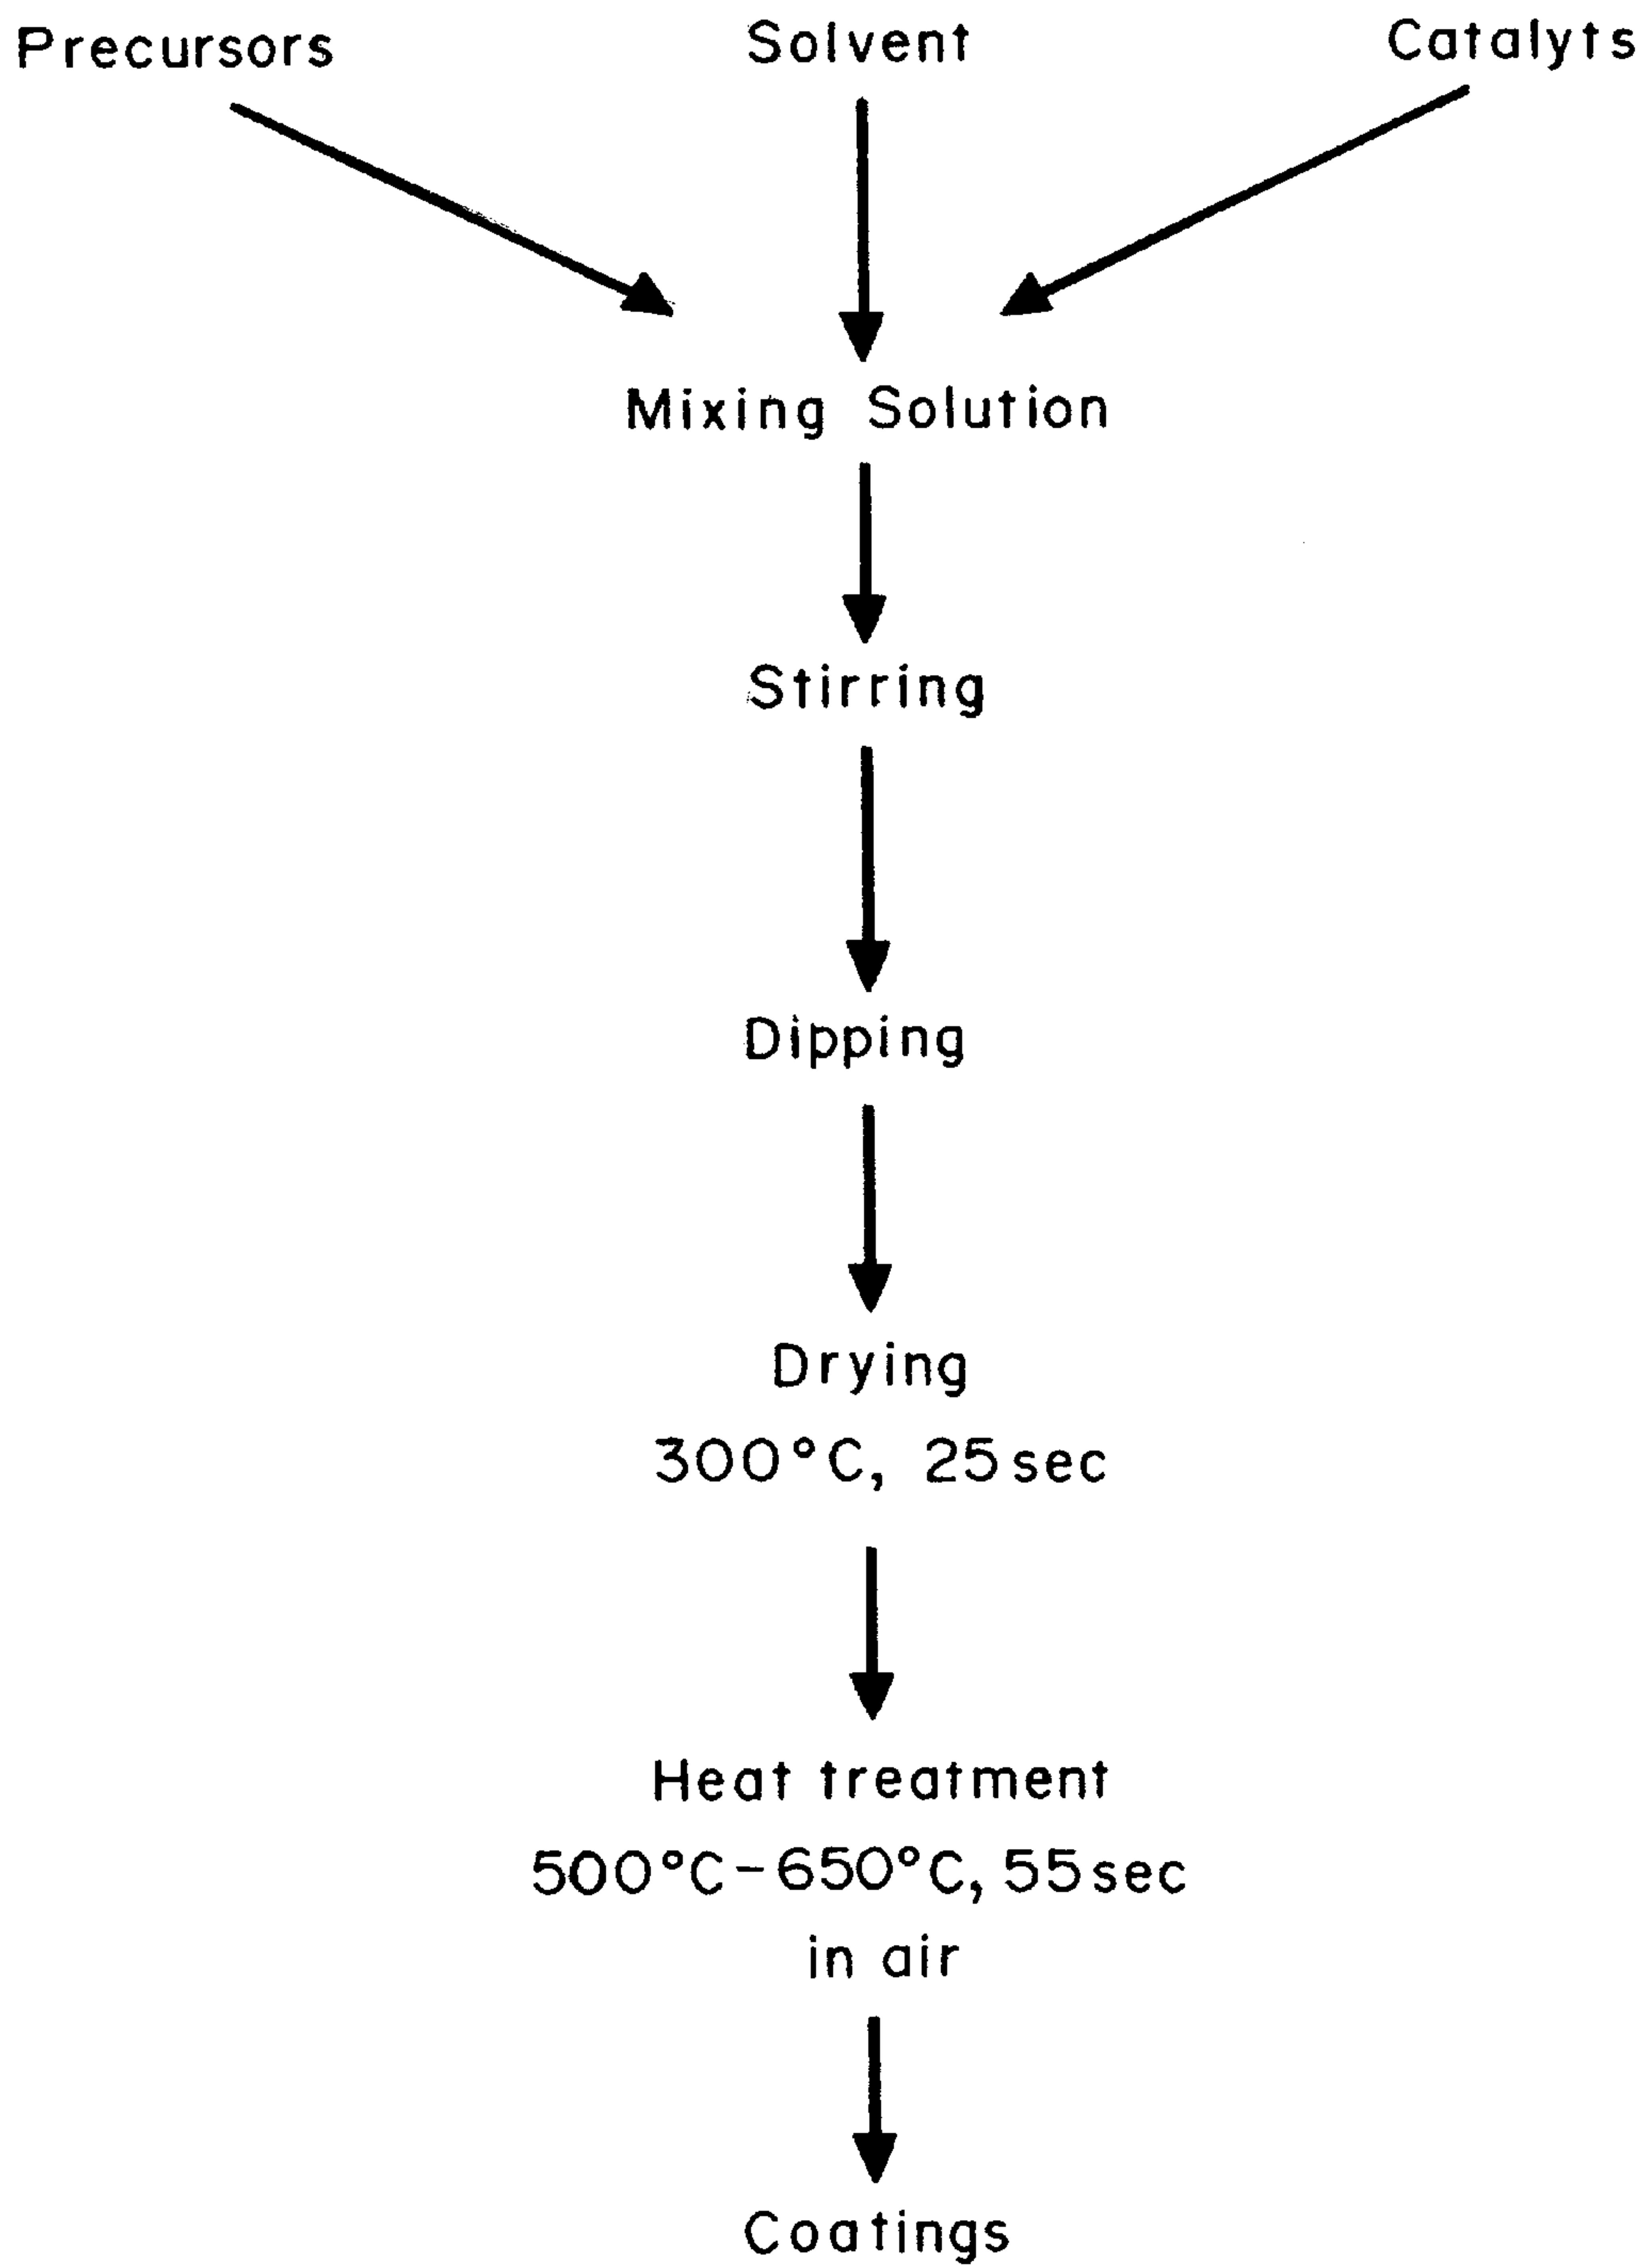 Precursors Solvent Catalyts
Mixing Solution
Stirring
Dipping
Drying
300°C, 25sec
Heat treatment
500°C-650°C, 55sec
in air
Coatings